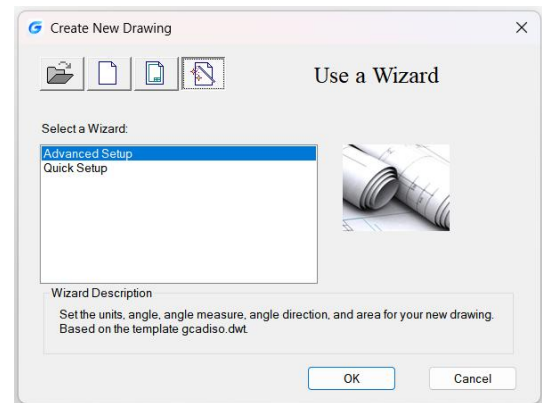 Create New Drawing
Use a Wizard
Select a Wizard:
Advanced Setup
Quick Setup
Wizard Description
Set the units, angle, angle measure, angle direction, and area for your new drawing.
Based on the template gcadiso.dwt.
OK
Cancel